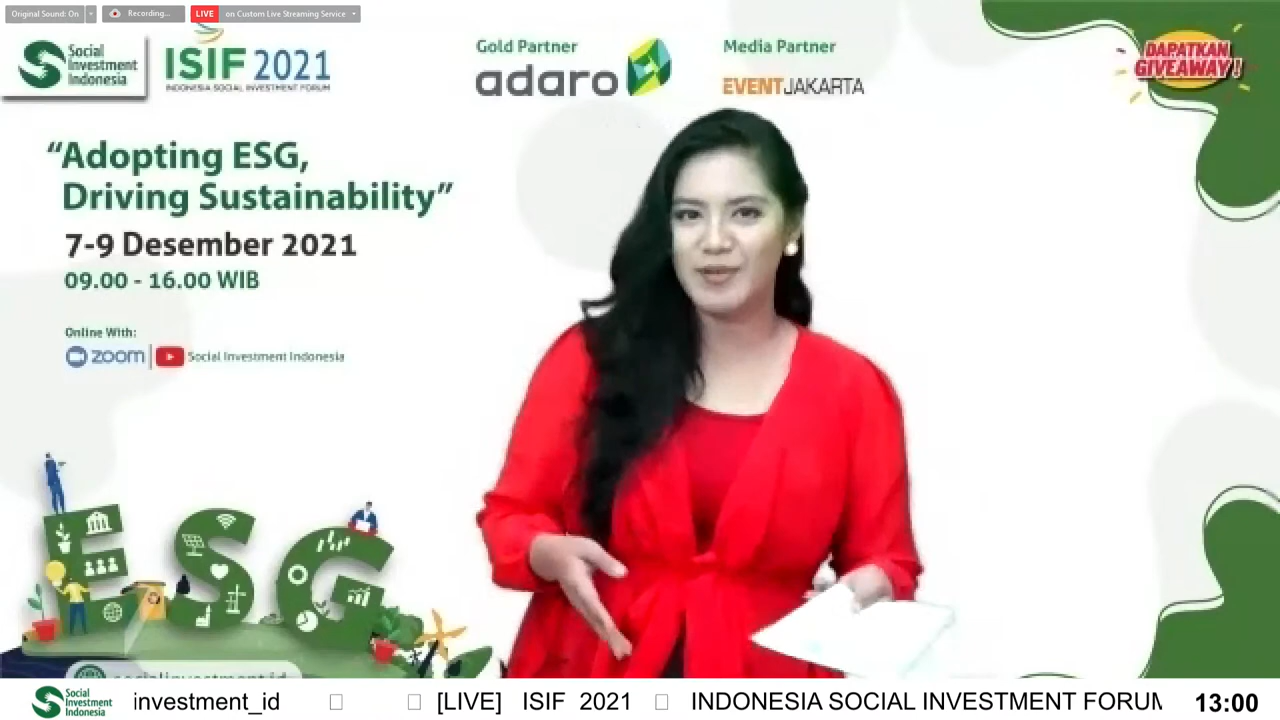 Original Sound: On
Recording...
LIVE on Custom Live Streaming Service
Social
Investment
Indonesia
ISIF 2021
INDONESIA SOCIAL INVESTMENT FORUM
Gold Partner
adaro
Media Partner
EVENTJAKARTA
DAPATKAN
GIVEAWAY!
“Adopting ESG,
Driving Sustainability”
7-9 Desember 2021
09.00 - 16.00 WIB
Online With:
zoom
Social Investment Indonesia
ESG
socialinvestment.id
Social
Investment
Indonesia
investment_id [LIVE] ISIF 2021 INDONESIA SOCIAL INVESTMENT FORUM
13:00